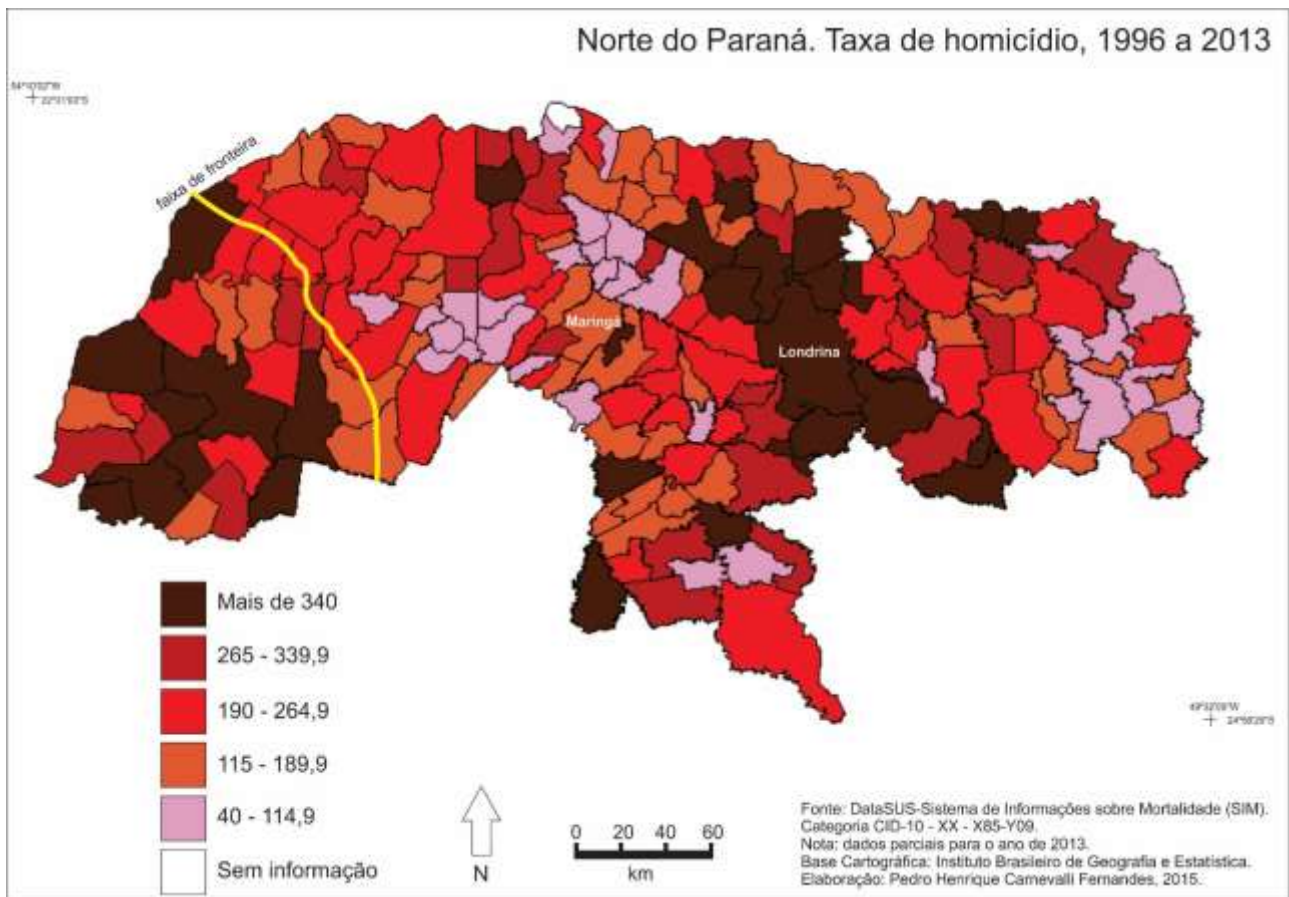 Norte do Paraná. Taxa de homicídio, 1996 a 2013
faixa de fronteira
Maringá
Londrina
Mais de 340
265 - 339,9
190 - 264,9
115 - 189,9
40 - 114,9
Sem informação
N
0 20 40 60
km
Fonte: DataSUS-Sistema de Informações sobre Mortalidade (SIM).
Categoria CID-10 - XX - X85-Y09.
Nota: dados parciais para o ano de 2013.
Base Cartográfica: Instituto Brasileiro de Geografia e Estatística.
Elaboração: Pedro Henrique Carnevalli Fernandes, 2015.